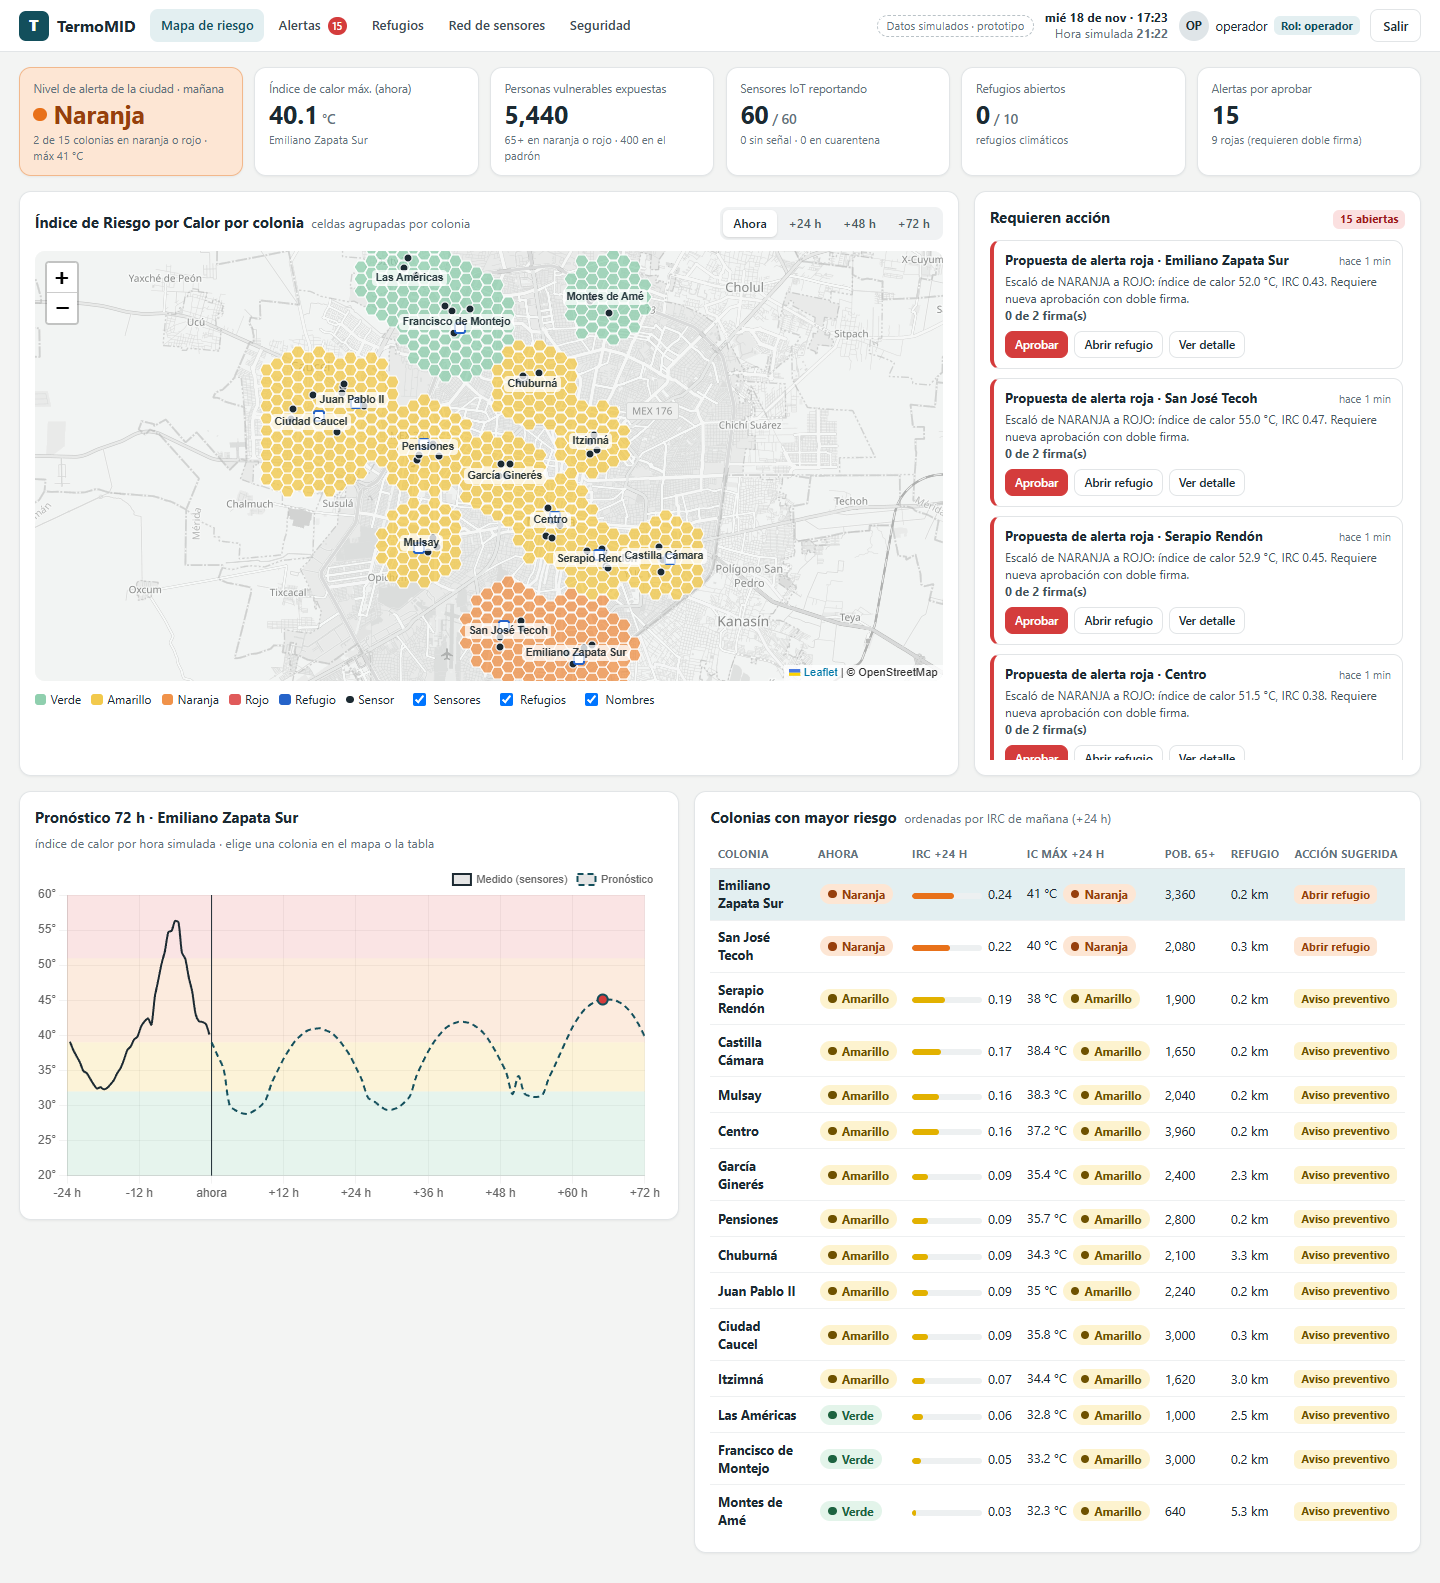 T TermoMID Mapa de riesgo Alertas 15 Refugios Red de sensores Seguridad Datos simulados · prototipo mié 18 de nov · 17:23 OP operador Rol: operador Salir
Hora simulada 21:22
Nivel de alerta de la ciudad · mañana
Naranja
2 de 15 colonias en naranja o rojo ·
máx 41 °C
Índice de calor máx. (ahora)
40.1 °C
Emiliano Zapata Sur
Personas vulnerables expuestas
5,440
65+ en naranja o rojo · 400 en el
padrón
Sensores IoT reportando
60 / 60
0 sin señal · 0 en cuarentena
Refugios abiertos
0 / 10
refugios climáticos
Alertas por aprobar
15
9 rojas (requieren doble firma)
Índice de Riesgo por Calor por colonia celdas agrupadas por colonia
Ahora +24 h +48 h +72 h
+
−
X-Cuyum
Las Américas
Yaxché de Peón
Cholul
Montes de Amé
Ucú
Francisco de Montejo
S
Sitpach
Chuburná
Juan Pablo II
MEX 176
Ciudad Caucel
Chichí Suárez
Itzimná
Pensiones
García Ginerés
Chalmuch
Susulá
Techoh
Mérida
Mérida
Centro
Mulsay
Serapio Rend
Castilla Cámara
Polígono San
Pedro
Opi
Oxcum
Tixcacal
Teya
Kanasín
San José Tecoh
Emiliano Zapata Sur
Leaflet | © OpenStreetMap
Verde Amarillo Naranja Rojo Refugio Sensor Sensores Refugios Nombres
Requieren acción
15 abiertas
Propuesta de alerta roja · Emiliano Zapata Sur hace 1 min
Escaló de NARANJA a ROJO: índice de calor 52.0 °C, IRC 0.43. Requiere
nueva aprobación con doble firma.
0 de 2 firma(s)
Aprobar Abrir refugio Ver detalle
Propuesta de alerta roja · San José Tecoh hace 1 min
Escaló de NARANJA a ROJO: índice de calor 55.0 °C, IRC 0.47. Requiere
nueva aprobación con doble firma.
0 de 2 firma(s)
Aprobar Abrir refugio Ver detalle
Propuesta de alerta roja · Serapio Rendón hace 1 min
Escaló de NARANJA a ROJO: índice de calor 52.9 °C, IRC 0.45. Requiere
nueva aprobación con doble firma.
0 de 2 firma(s)
Aprobar Abrir refugio Ver detalle
Propuesta de alerta roja · Centro hace 1 min
Escaló de NARANJA a ROJO: índice de calor 51.5 °C, IRC 0.38. Requiere
nueva aprobación con doble firma.
0 de 2 firma(s)
Aprobar Abrir refugio Ver detalle
Pronóstico 72 h · Emiliano Zapata Sur
índice de calor por hora simulada · elige una colonia en el mapa o la tabla
Medido (sensores) Pronóstico
60°
55°
50°
45°
40°
35°
30°
25°
20°
-24 h -12 h ahora +12 h +24 h +36 h +48 h +60 h +72 h
Colonias con mayor riesgo ordenadas por IRC de mañana (+24 h)
COLONIA AHORA IRC +24 H IC MÁX +24 H POB. 65+ REFUGIO ACCIÓN SUGERIDA
Emiliano
Zapata Sur Naranja 0.24 41 °C Naranja 3,360 0.2 km Abrir refugio
San José
Tecoh Naranja 0.22 40 °C Naranja 2,080 0.3 km Abrir refugio
Serapio
Rendón Amarillo 0.19 38 °C Amarillo 1,900 0.2 km Aviso preventivo
Castilla
Cámara Amarillo 0.17 38.4 °C Amarillo 1,650 0.2 km Aviso preventivo
Mulsay Amarillo 0.16 38.3 °C Amarillo 2,040 0.2 km Aviso preventivo
Centro Amarillo 0.16 37.2 °C Amarillo 3,960 0.2 km Aviso preventivo
García
Ginerés Amarillo 0.09 35.4 °C Amarillo 2,400 2.3 km Aviso preventivo
Pensiones Amarillo 0.09 35.7 °C Amarillo 2,800 0.2 km Aviso preventivo
Chuburná Amarillo 0.09 34.3 °C Amarillo 2,100 3.3 km Aviso preventivo
Juan Pablo II Amarillo 0.09 35 °C Amarillo 2,240 0.2 km Aviso preventivo
Ciudad
Caucel Amarillo 0.09 35.8 °C Amarillo 3,000 0.3 km Aviso preventivo
Itzimná Amarillo 0.07 34.4 °C Amarillo 1,620 3.0 km Aviso preventivo
Las Américas Verde 0.06 32.8 °C Amarillo 1,000 2.5 km Aviso preventivo
Francisco de
Montejo Verde 0.05 33.2 °C Amarillo 3,000 0.2 km Aviso preventivo
Montes de
Amé Verde 0.03 32.3 °C Amarillo 640 5.3 km Aviso preventivo